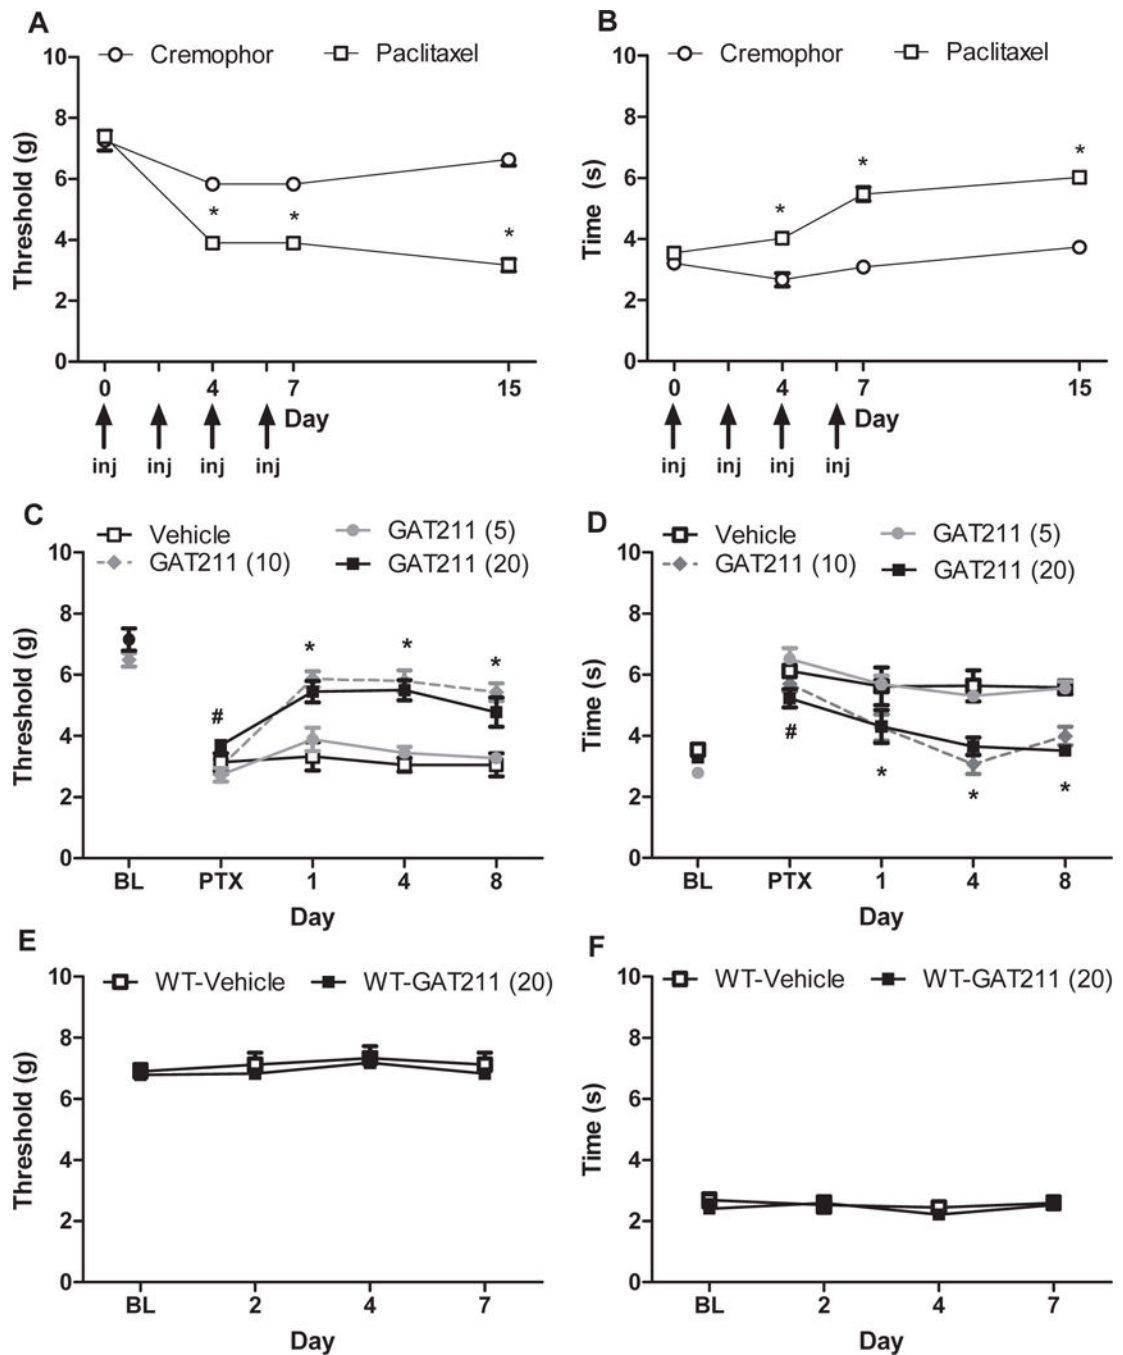 A
Cremophor Paclitaxel
10
8
6
4
2
0
Threshold (g)
* * *
0 4 7 15
Day
inj inj inj inj
B
Cremophor Paclitaxel
10
8
6
4
2
0
Time (s)
* * *
0 4 7 15
Day
inj inj inj inj
C
Vehicle GAT211 (5)
GAT211 (10) GAT211 (20)
10
8
6
4
2
0
Threshold (g)
# * * *
BL PTX 1 4 8
Day
D
Vehicle GAT211 (5)
GAT211 (10) GAT211 (20)
10
8
6
4
2
0
Time (s)
# * * *
BL PTX 1 4 8
Day
E
WT-Vehicle WT-GAT211 (20)
10
8
6
4
2
0
Threshold (g)
BL 2 4 7
Day
F
WT-Vehicle WT-GAT211 (20)
10
8
6
4
2
0
Time (s)
BL 2 4 7
Day